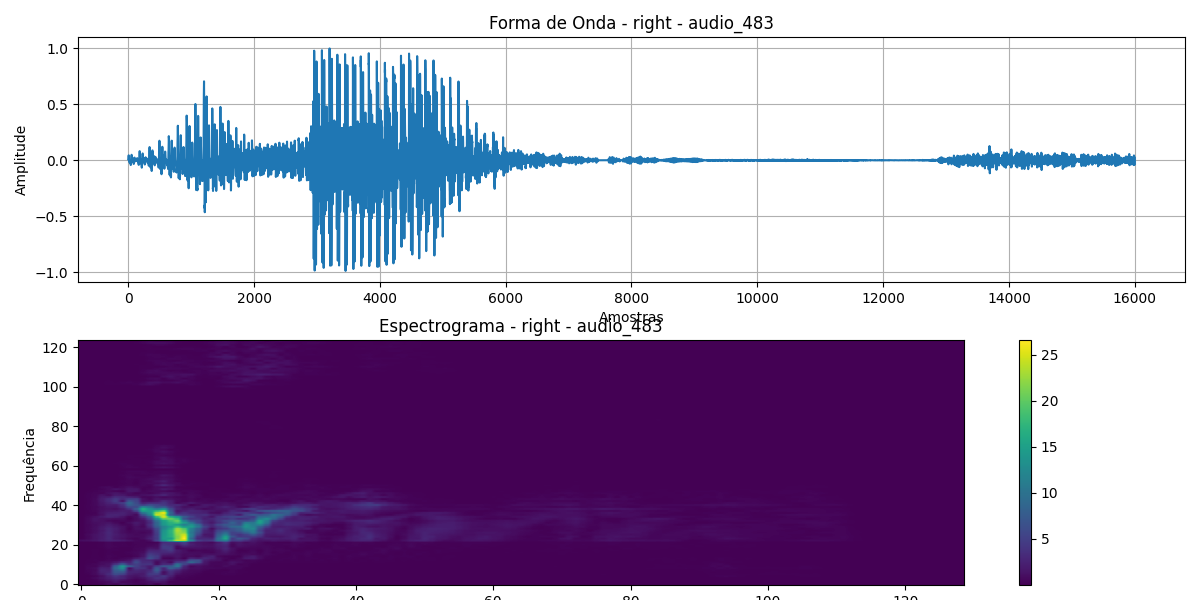 Forma de Onda - right - audio_483
Amplitude
1.0
0.5
0.0
−0.5
−1.0
0 2000 4000 6000 8000 10000 12000 14000 16000
Amostras
Espectrograma - right - audio_483
Frequência
120
100
80
60
40
20
0
0 20 40 60 80 100 120
25
20
15
10
5